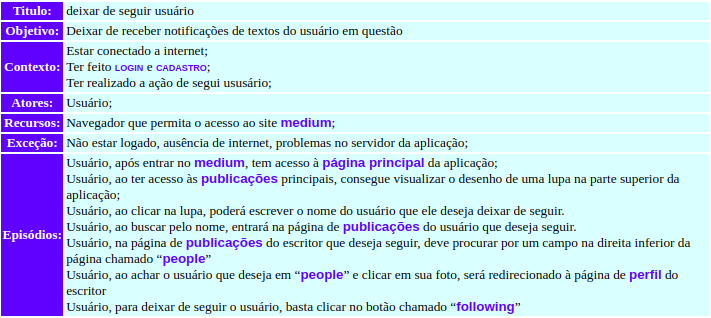 Titulo: deixar de seguir usuário
Objetivo: Deixar de receber notificações de textos do usuário em questão
Contexto: Estar conectado a internet;
Ter feito LOGIN e CADASTRO;
Ter realizado a ação de segui ususário;
Atores: Usuário;
Recursos: Navegador que permita o acesso ao site medium;
Exceção: Não estar logado, ausência de internet, problemas no servidor da aplicação;
Episódios: Usuário, após entrar no medium, tem acesso à página principal da aplicação;
Usuário, ao ter acesso às publicações principais, consegue visualizar o desenho de uma lupa na parte superior da
aplicação;
Usuário, ao clicar na lupa, poderá escrever o nome do usuário que ele deseja deixar de seguir.
Usuário, ao buscar pelo nome, entrará na página de publicações do usuário que deseja seguir.
Usuário, na página de publicações do escritor que deseja seguir, deve procurar por um campo na direita inferior da
página chamado “people”
Usuário, ao achar o usuário que deseja em “people” e clicar em sua foto, será redirecionado à página de perfil do
escritor
Usuário, para deixar de seguir o usuário, basta clicar no botão chamado “following”